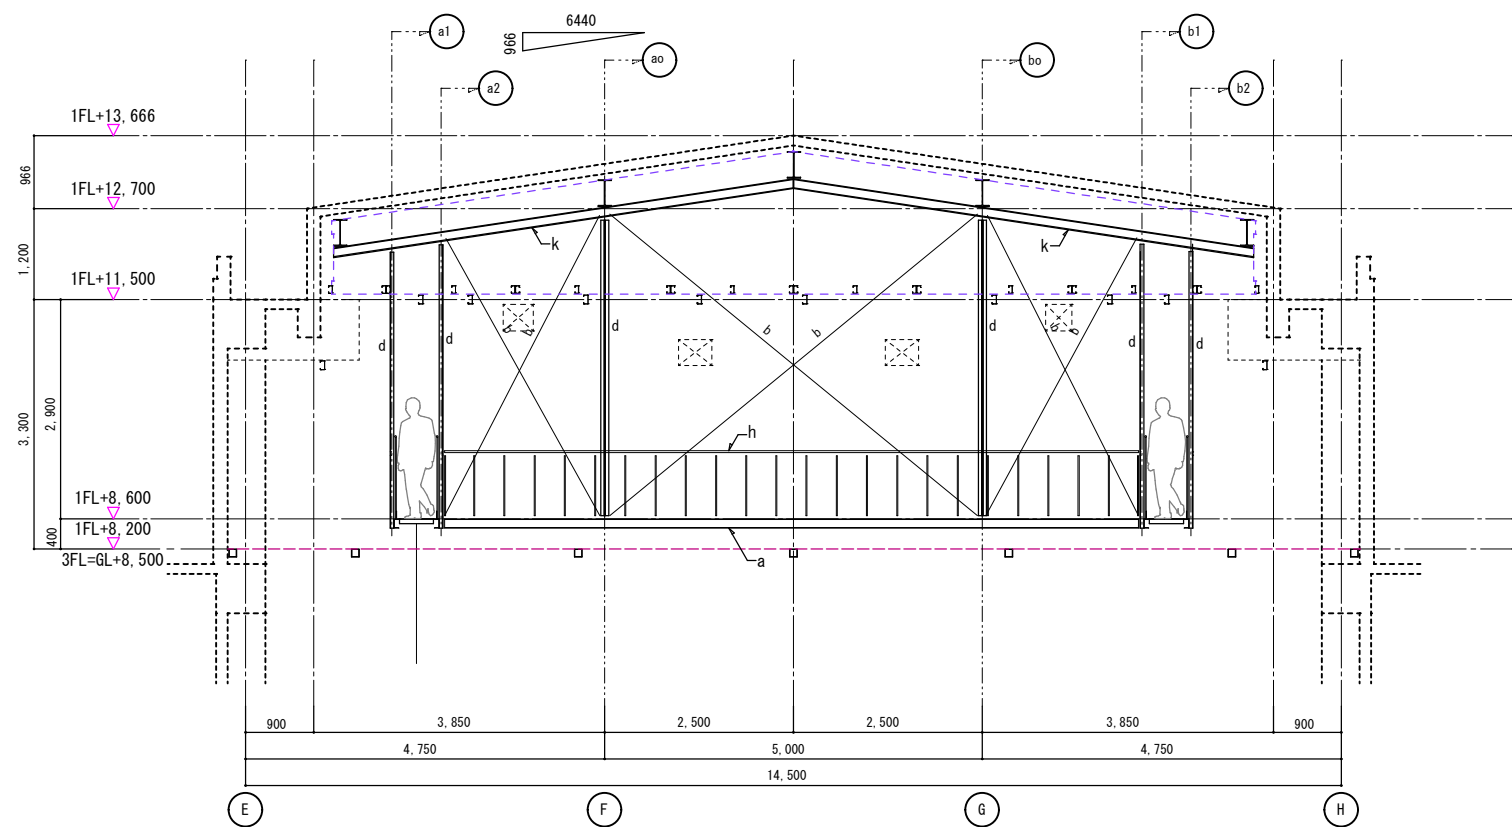 a1
6440
966
b1
ao
bo
a2
b2
1FL+13,666
966
1FL+12,700
1,200
1FL+11,500
k
k
b
b
b
b
b
b
d
d
d
d
d
d
3,300
2,900
h
1FL+8,600
1FL+8,200
400
3FL=GL+8,500
a
900
3,850
2,500
2,500
3,850
900
4,750
5,000
4,750
14,500
E
F
G
H